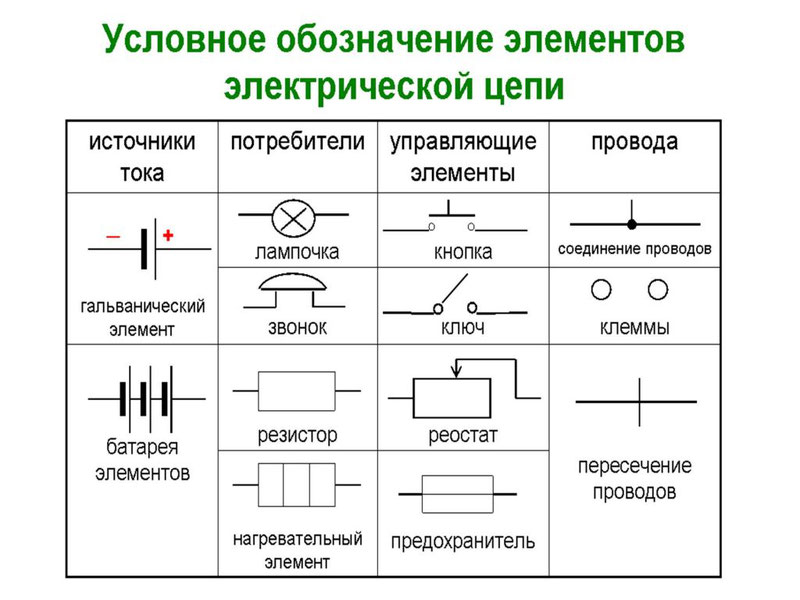 Условное обозначение элементов
электрической цепи
источники
тока
потребители
управляющие
элементы
провода
– +
гальванический
элемент
лампочка
кнопка
соединение проводов
звонок
ключ
клеммы
батарея
элементов
резистор
реостат
пересечение
проводов
нагревательный
элемент
предохранитель